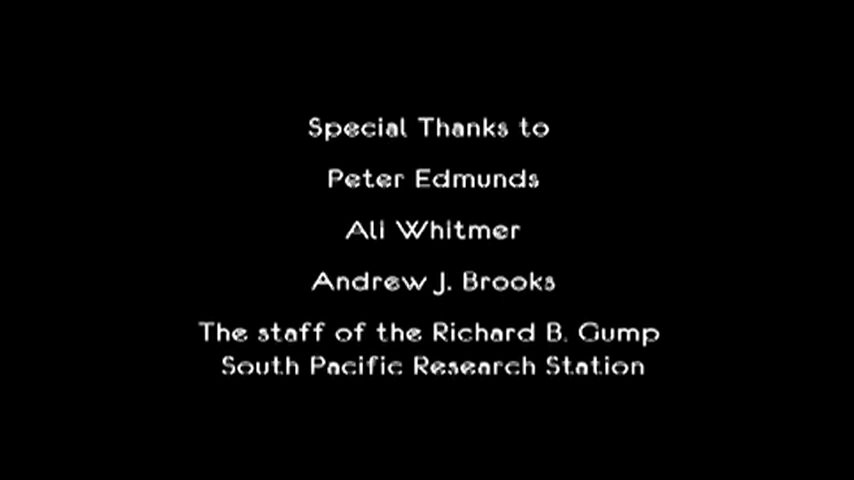 Special Thanks to
Peter Edmunds
Ali Whitmer
Andrew J. Brooks
The staff of the Richard B. Gump
South Pacific Research Station